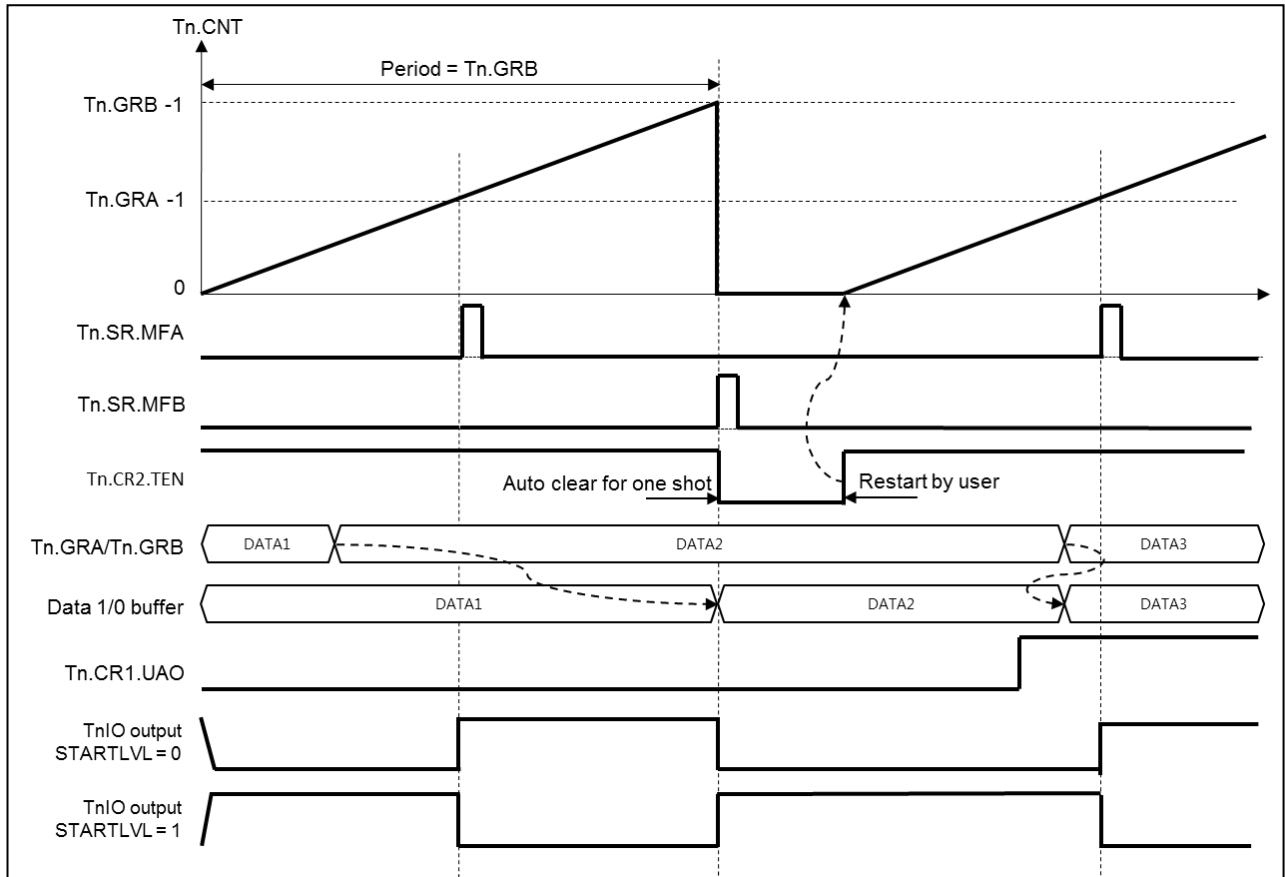 Tn.CNT
Period = Tn.GRB
Tn.GRB -1
Tn.GRA -1
0
Tn.SR.MFA
Tn.SR.MFB
Tn.CR2.TEN
Auto clear for one shot
Restart by user
Tn.GRA/Tn.GRB
DATA1
DATA2
DATA3
Data 1/0 buffer
DATA1
DATA2
DATA3
Tn.CR1.UAO
TnIO output
STARTLVL = 0
TnIO output
STARTLVL = 1